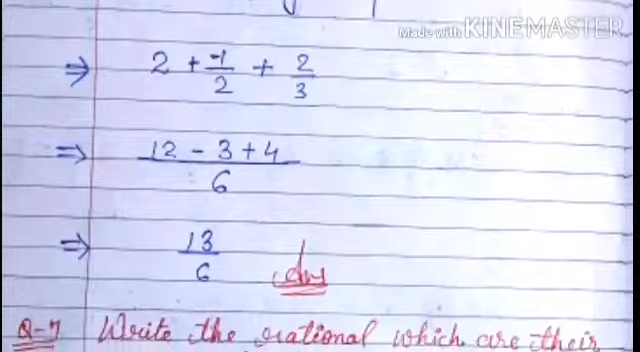 Made with KINEMASTER
⇒ 2 + -1/2 + 2/3
⇒ 12 - 3 + 4 / 6
⇒ 13/6 Ans
Q-7 Write the rational which are their